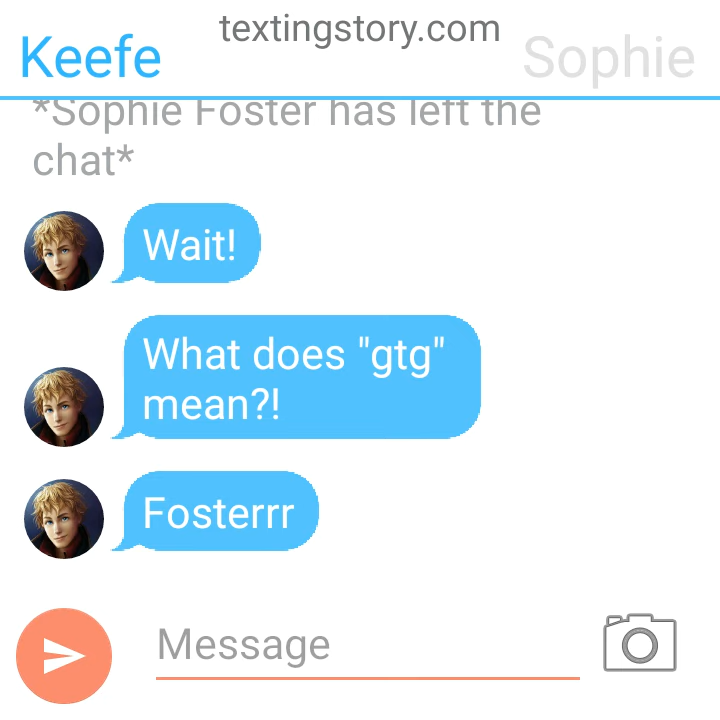 textingstory.com
Keefe
Sophie
*Sophie Foster has left the
chat*
Wait!
What does "gtg"
mean?!
Fosterrr
Message